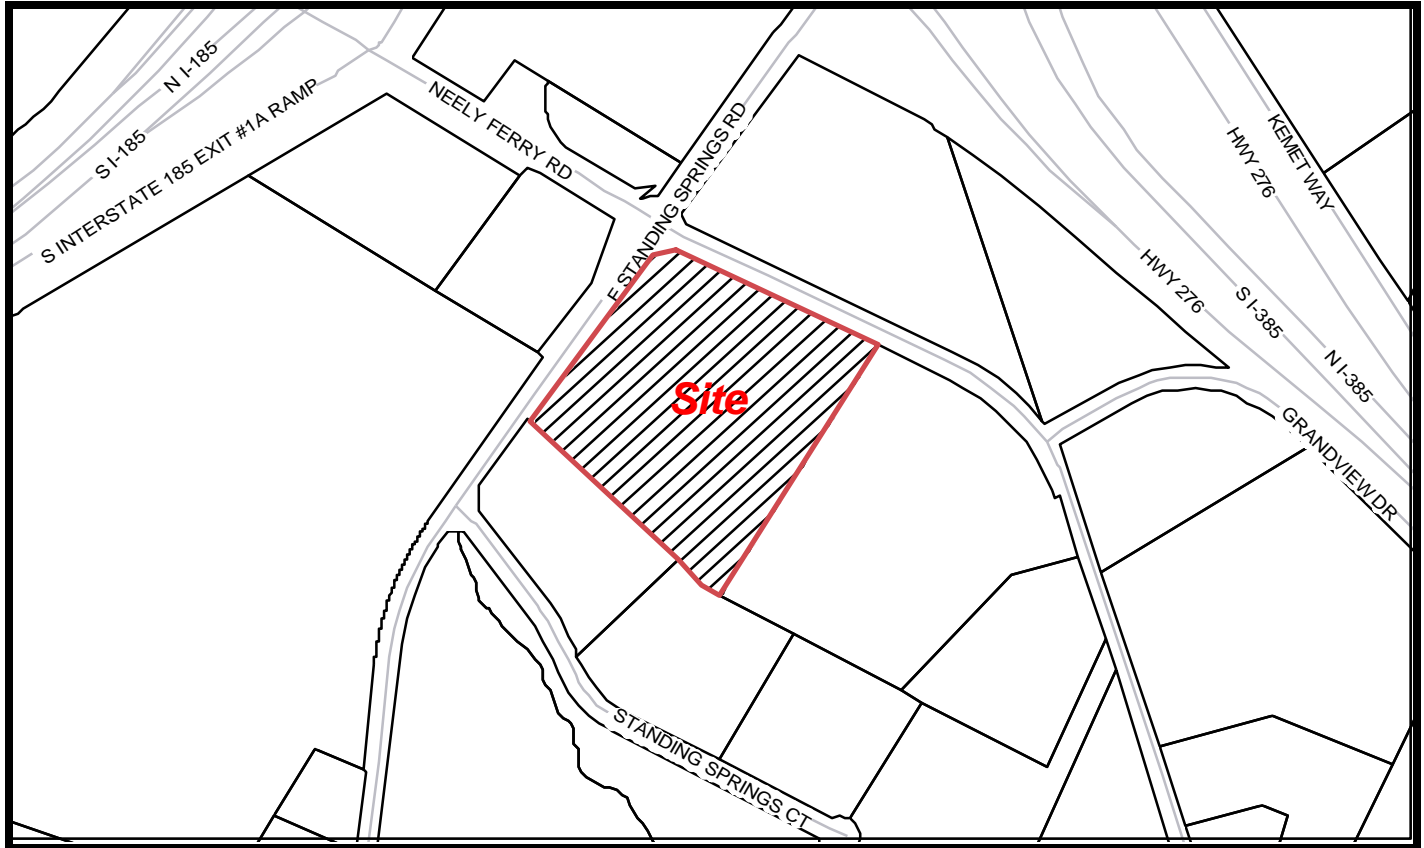 N I-185
S I-185
S INTERSTATE 185 EXIT #1A RAMP
NEELY FERRY RD
E STANDING SPRINGS RD
KEMET WAY
HWY 276
HWY 276
S I-385
N I-385
GRANDVIEW DR
Site
STANDING SPRINGS CT